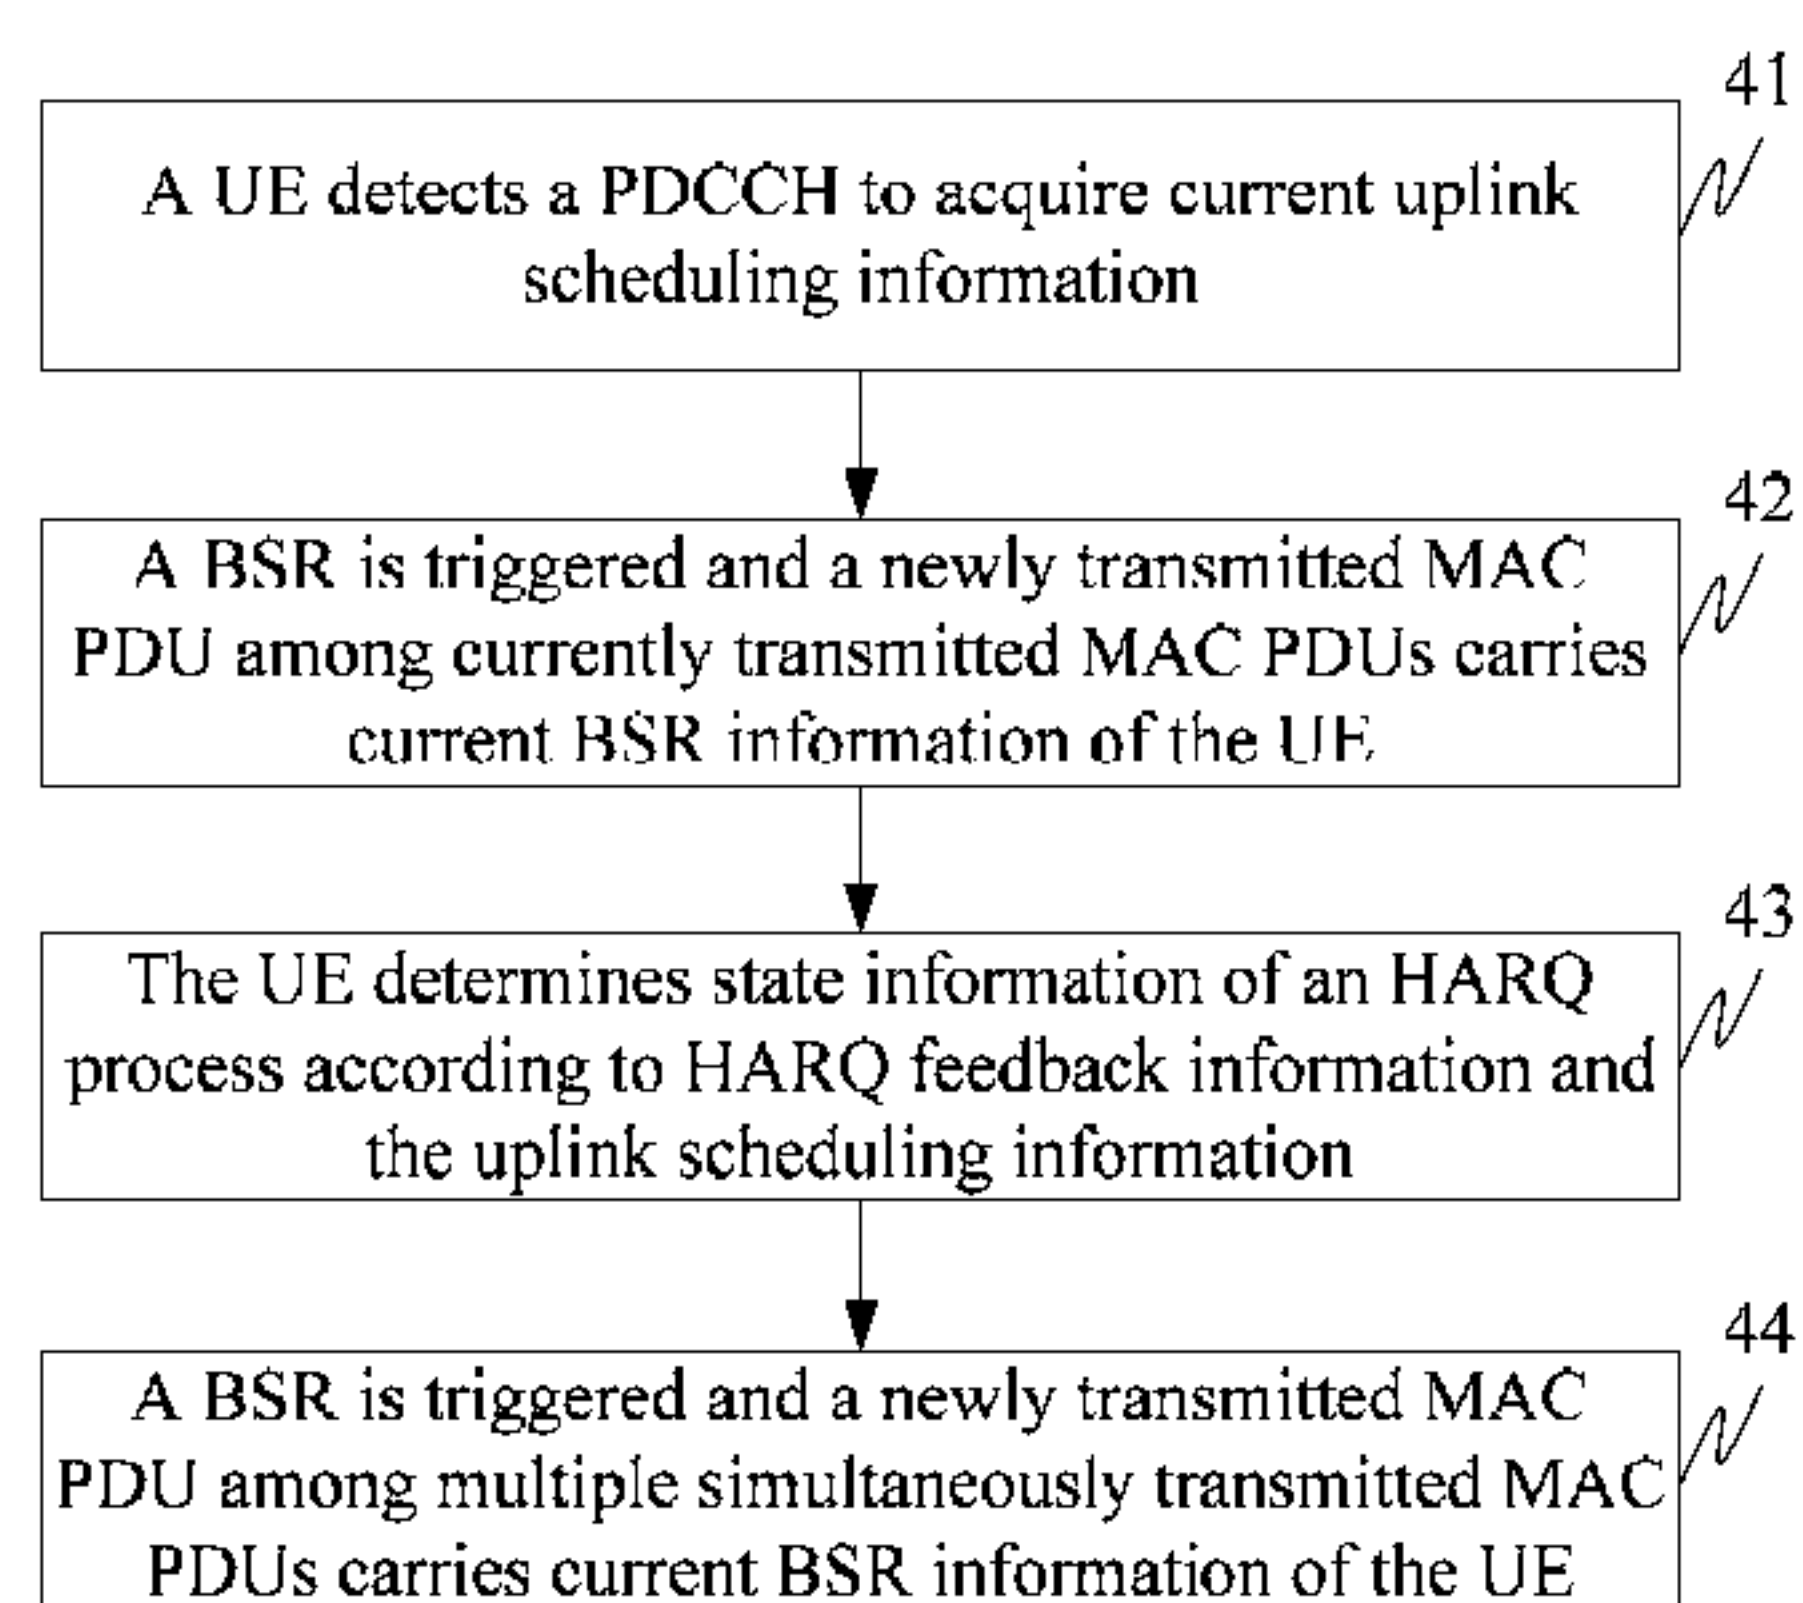 41
A UE detects a PDCCH to acquire current uplink
scheduling information
42
A BSR is triggered and a newly transmitted MAC
PDU among currently transmitted MAC PDUs carries
current BSR information of the UE
43
The UE determines state information of an HARQ
process according to HARQ feedback information and
the uplink scheduling information
44
A BSR is triggered and a newly transmitted MAC
PDU among multiple simultaneously transmitted MAC
PDUs carries current BSR information of the UE